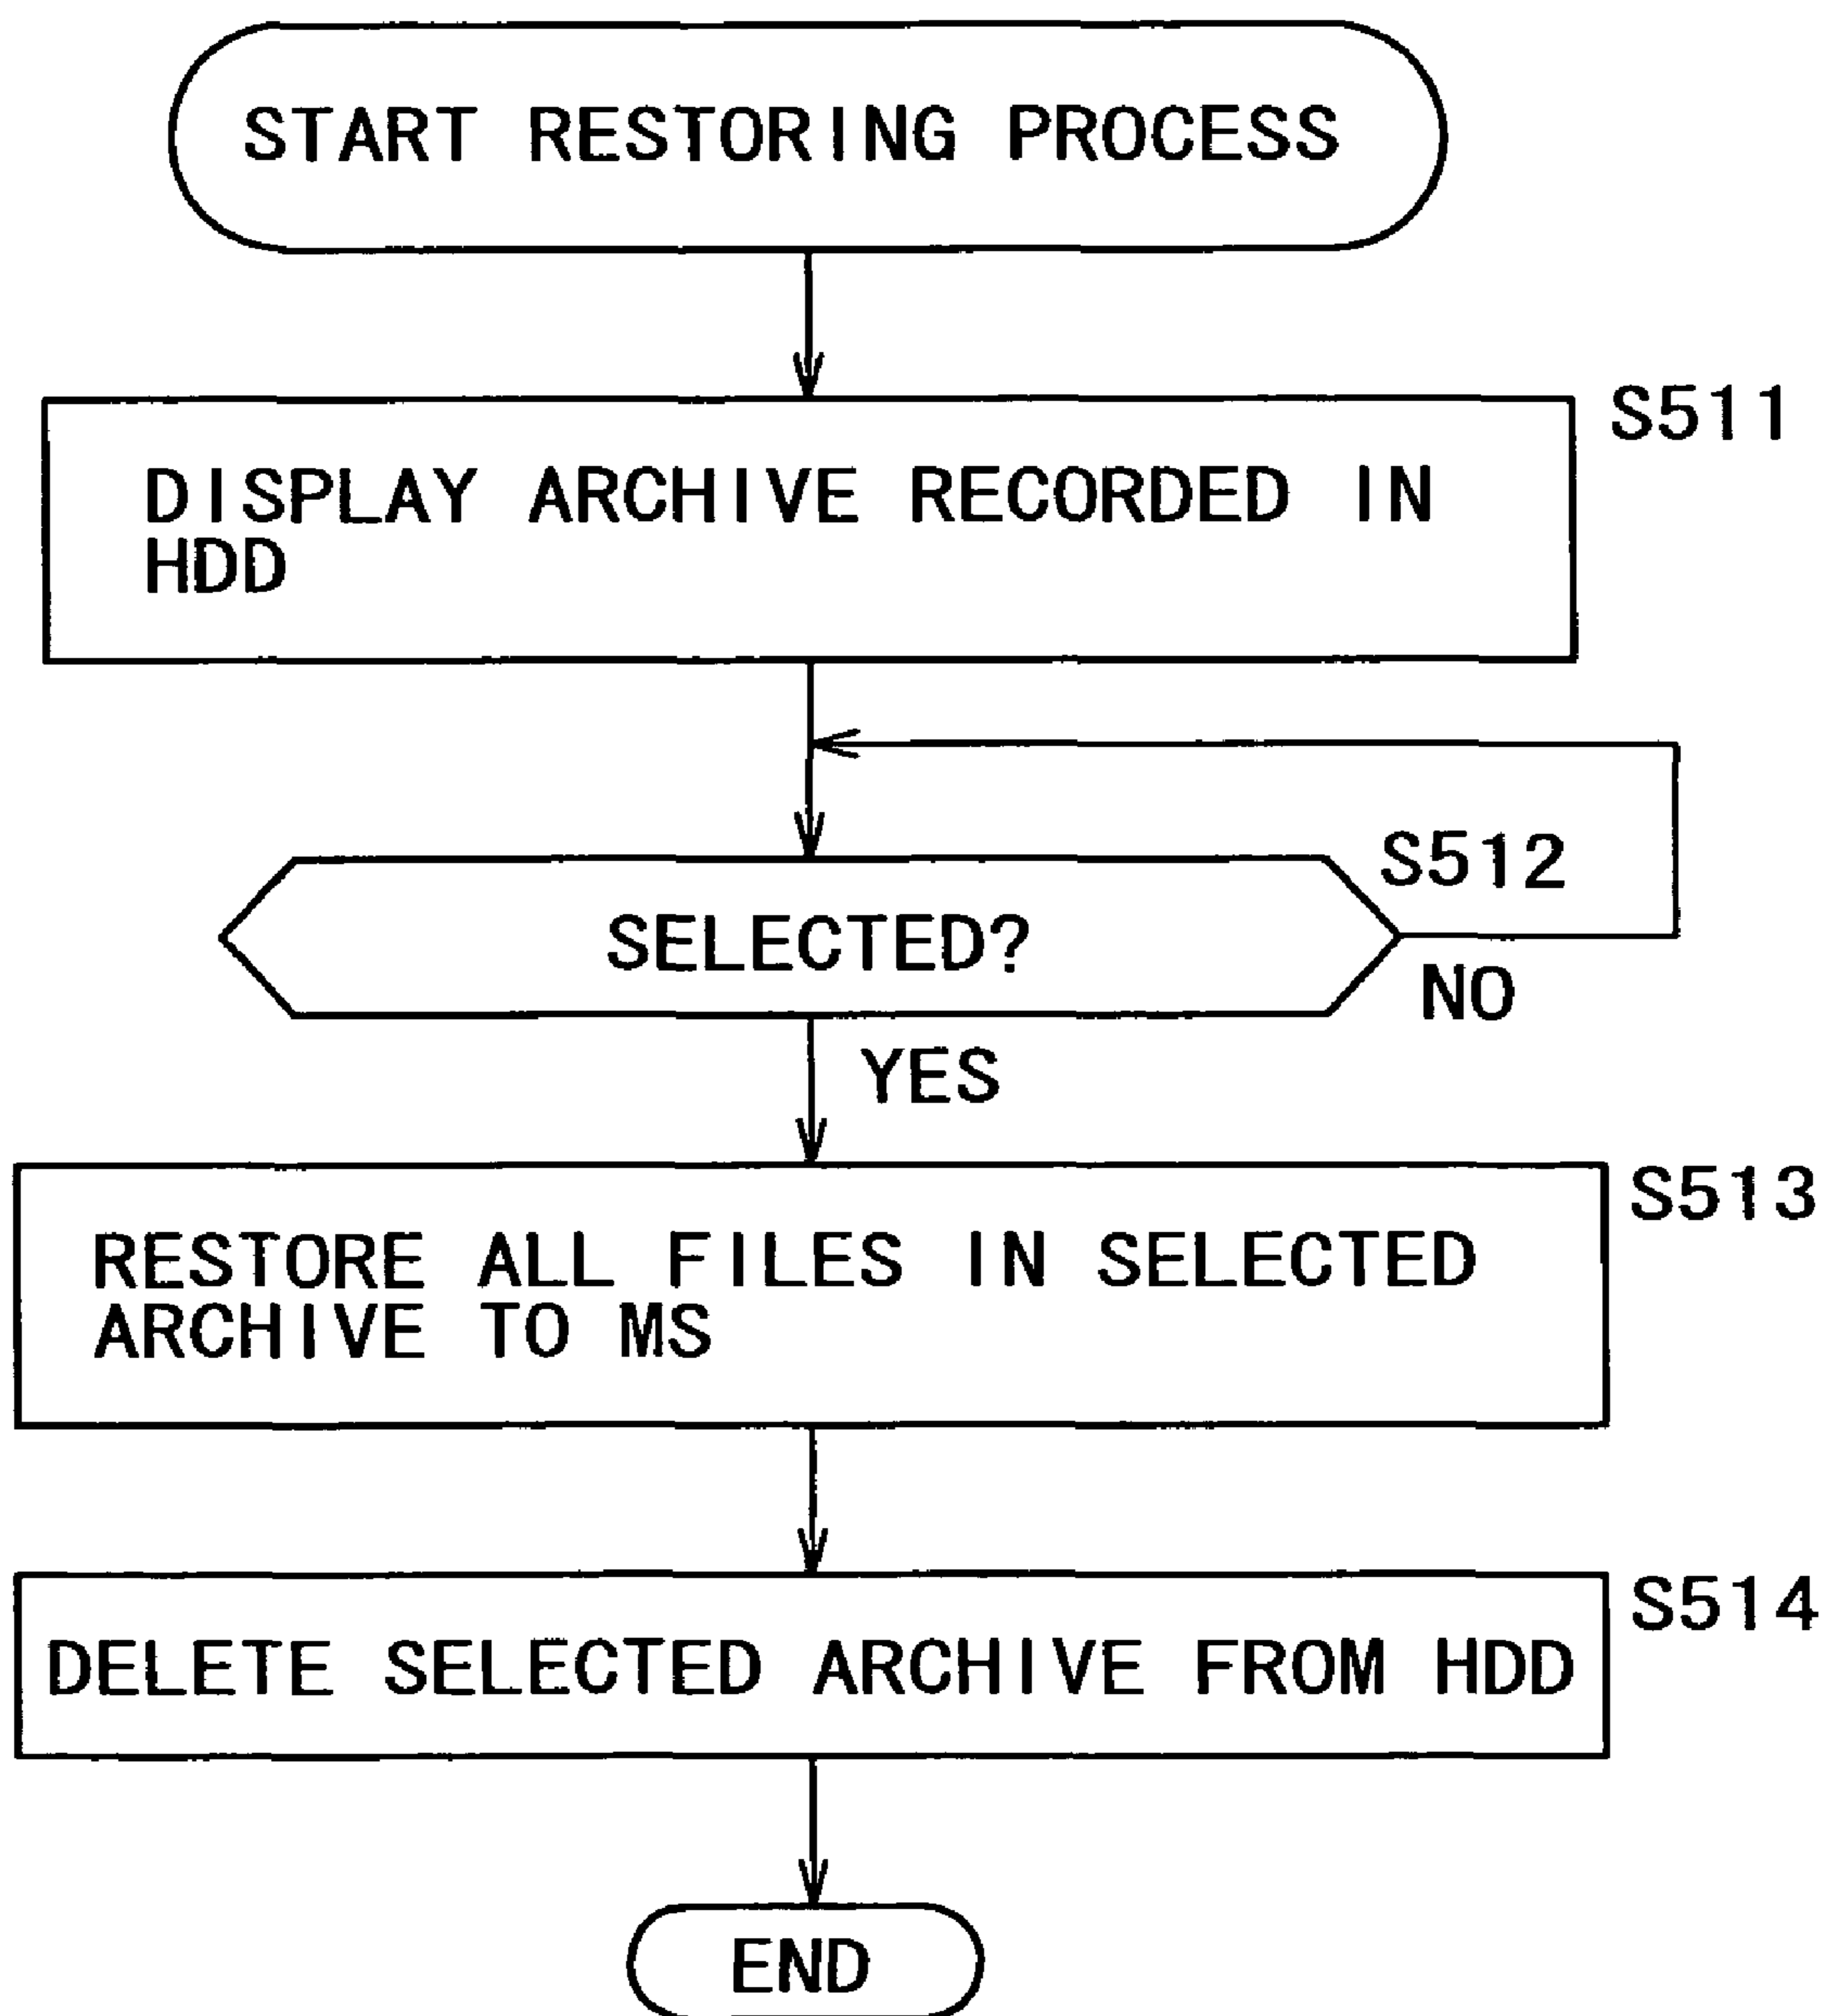 START RESTORING PROCESS
S511
DISPLAY ARCHIVE RECORDED IN
HDD
S512
SELECTED?
NO
YES
S513
RESTORE ALL FILES IN SELECTED
ARCHIVE TO MS
S514
DELETE SELECTED ARCHIVE FROM HDD
END